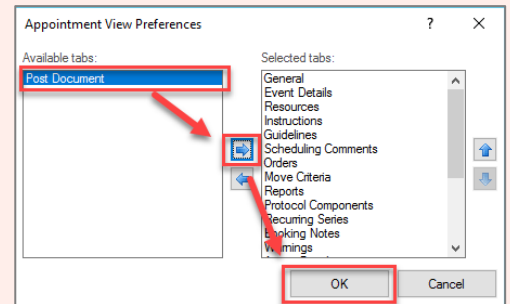 Appointment View Preferences
Available tabs:
Post Document
Selected tabs:
General
Event Details
Resources
Instructions
Guidelines
Scheduling Comments
Orders
Move Criteria
Reports
Protocol Components
Recurring Series
Booking Notes
Warnings
OK
Cancel